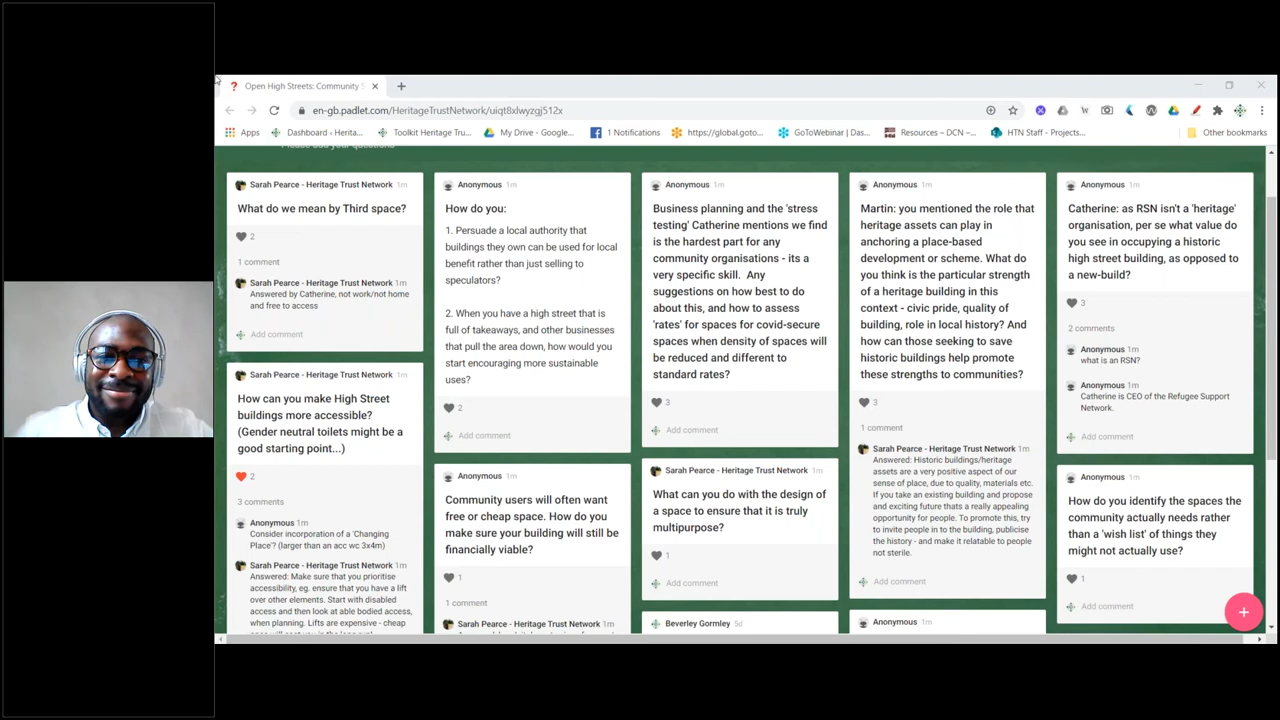 Open High Streets: Community S
en-gb.padlet.com/HeritageTrustNetwork/uiqt8xlwyzgj512x
Apps
Dashboard ‹ Herita...
Toolkit Heritage Tru...
My Drive - Google...
1 Notifications
https://global.goto...
GoToWebinar | Das...
Resources – DCN –...
HTN Staff - Projects...
Other bookmarks
Please add your questions
Sarah Pearce - Heritage Trust Network 1m
What do we mean by Third space?
2
1 comment
Sarah Pearce - Heritage Trust Network 1m
Answered by Catherine, not work/not home
and free to access
Add comment
Sarah Pearce - Heritage Trust Network 1m
How can you make High Street
buildings more accessible?
(Gender neutral toilets might be a
good starting point...)
2
3 comments
Anonymous 1m
Consider incorporation of a 'Changing
Place'? (larger than an acc wc 3x4m)
Sarah Pearce - Heritage Trust Network 1m
Answered: Make sure that you prioritise
accessibility, eg. ensure that you have a lift
over other elements. Start with disabled
access and then look at able bodied access,
when planning. Lifts are expensive - cheap
Anonymous 1m
How do you:
1. Persuade a local authority that
buildings they own can be used for local
benefit rather than just selling to
speculators?
2. When you have a high street that is
full of takeaways, and other businesses
that pull the area down, how would you
start encouraging more sustainable
uses?
2
Add comment
Anonymous 1m
Community users will often want
free or cheap space. How do you
make sure your building will still be
financially viable?
1
1 comment
Sarah Pearce - Heritage Trust Network 1m
Anonymous 1m
Business planning and the 'stress
testing' Catherine mentions we find
is the hardest part for any
community organisations - its a
very specific skill. Any
suggestions on how best to do
about this, and how to assess
'rates' for spaces for covid-secure
spaces when density of spaces will
be reduced and different to
standard rates?
3
Add comment
Sarah Pearce - Heritage Trust Network 1m
What can you do with the design of
a space to ensure that it is truly
multipurpose?
1
Add comment
Beverley Gormley 5d
Anonymous 1m
Martin: you mentioned the role that
heritage assets can play in
anchoring a place-based
development or scheme. What do
you think is the particular strength
of a heritage building in this
context - civic pride, quality of
building, role in local history? And
how can those seeking to save
historic buildings help promote
these strengths to communities?
3
1 comment
Sarah Pearce - Heritage Trust Network 1m
Answered: Historic buildings/heritage
assets are a very positive aspect of our
sense of place, due to quality, materials etc.
If you take an existing building and propose
and exciting future thats a really appealing
opportunity for people. To promote this, try
to invite people in to the building, publicise
the history - and make it relatable to people
not sterile.
Add comment
Anonymous 1m
Anonymous 1m
Catherine: as RSN isn't a 'heritage'
organisation, per se what value do
you see in occupying a historic
high street building, as opposed to
a new-build?
3
2 comments
Anonymous 1m
what is an RSN?
Anonymous 1m
Catherine is CEO of the Refugee Support
Network.
Add comment
Anonymous 1m
How do you identify the spaces the
community actually needs rather
than a 'wish list' of things they
might not actually use?
1
Add comment